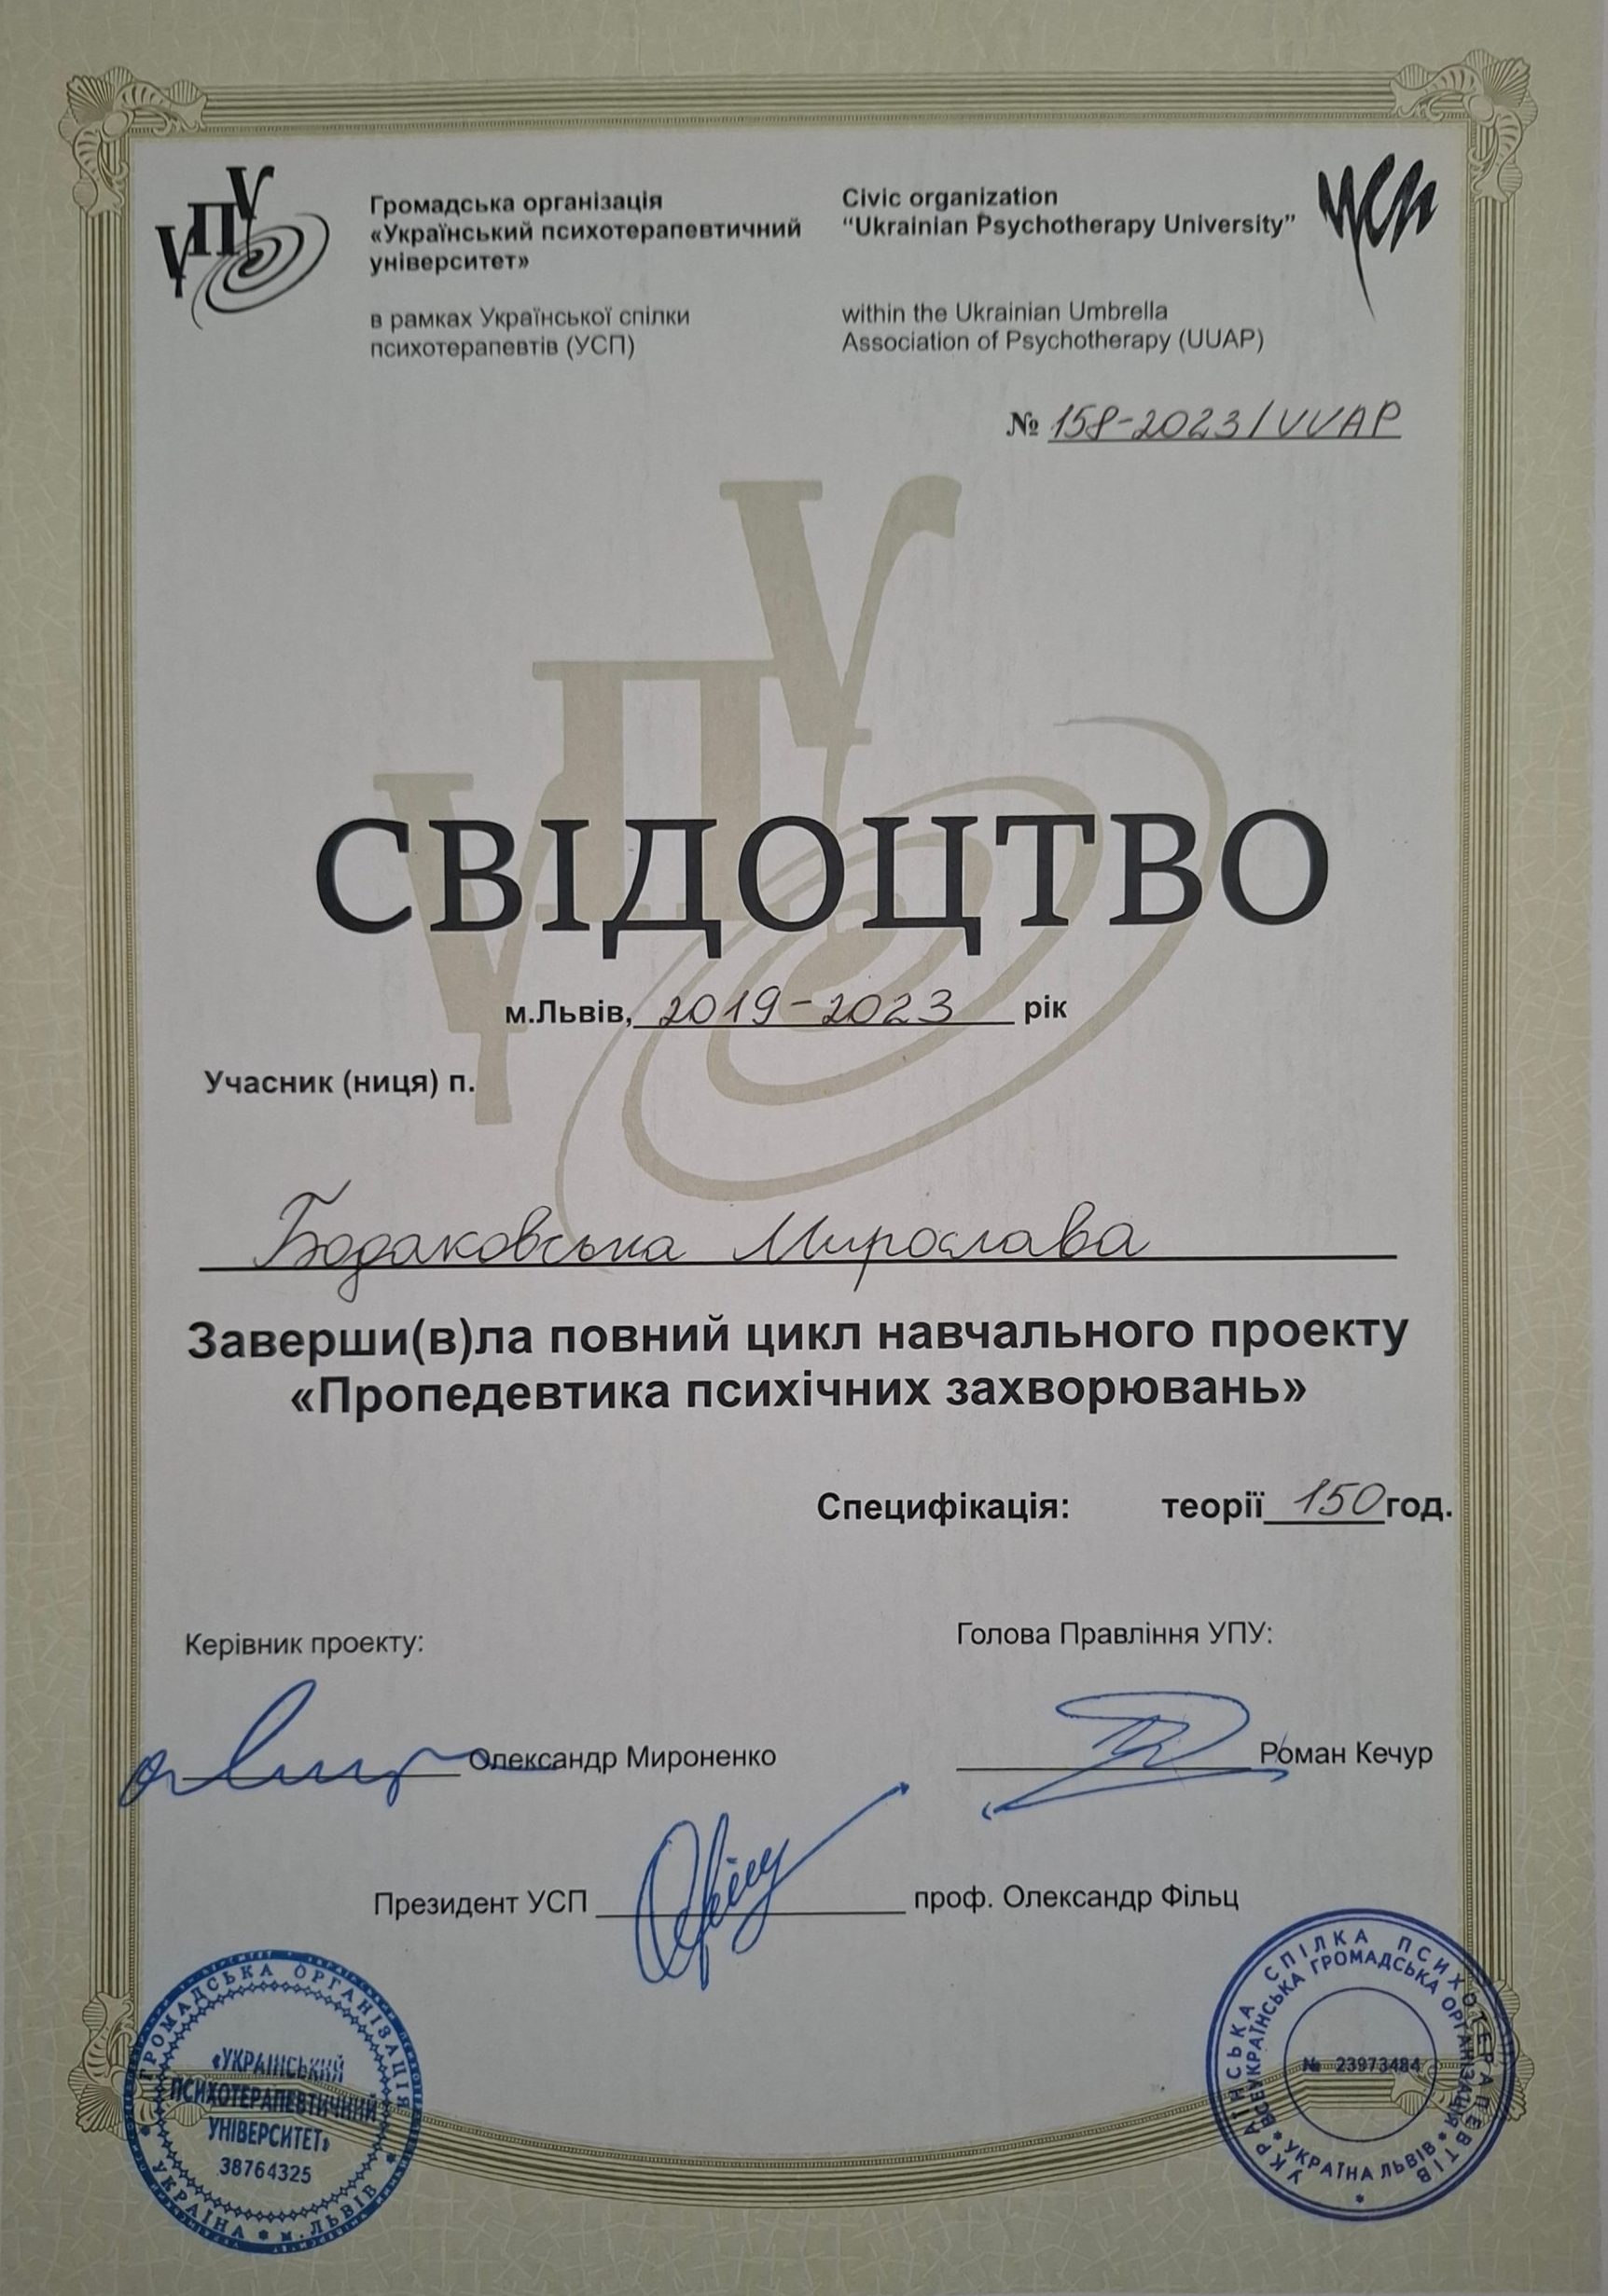 УПУ
Громадська організація
«Український психотерапевтичний
університет»
в рамках Української спілки
психотерапевтів (УСП)
Civic organization
“Ukrainian Psychotherapy University”
within the Ukrainian Umbrella
Association of Psychotherapy (UUAP)
УСП
№ 158-2023/UUAP
СВІДОЦТВО
м.Львів, 2019-2023 рік
Учасник (ниця) п.
Бодаковська Мирослава
Заверши(в)ла повний цикл навчального проекту
«Пропедевтика психічних захворювань»
Специфікація: теорії 150 год.
Керівник проекту:
Голова Правління УПУ:
Олександр Мироненко
Роман Кечур
Президент УСП проф. Олександр Фільц
ГРОМАДСЬКА ОРГАНІЗАЦІЯ
«УКРАЇНСЬКИЙ
ПСИХОТЕРАПЕВТИЧНИЙ
УНІВЕРСИТЕТ»
38764325
УКРАЇНА * м.ЛЬВІВ
УКРАЇНСЬКА СПІЛКА ПСИХОТЕРАПЕВТІВ
ВСЕУКРАЇНСЬКА ГРОМАДСЬКА ОРГАНІЗАЦІЯ
№ 23973484
* УКРАЇНА ЛЬВІВ *